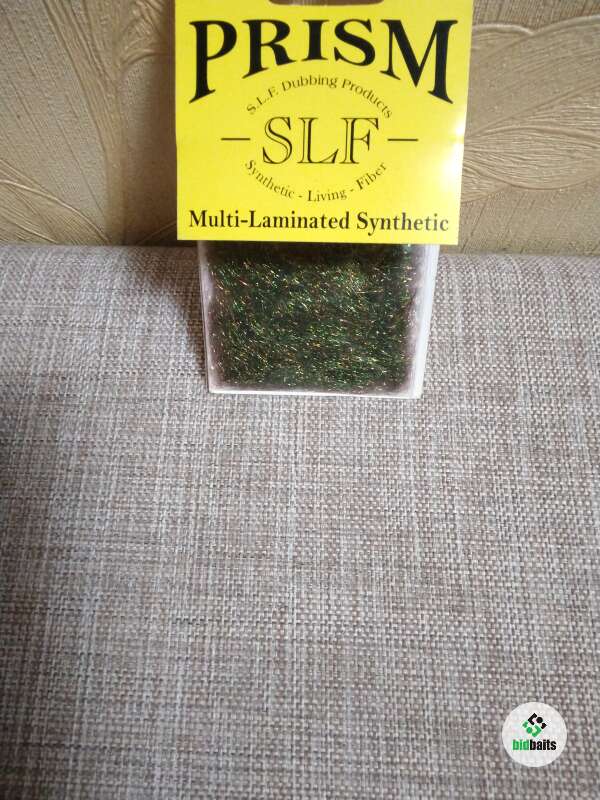 PRISM
S.L.F. Dubbing Products
- SLF -
Synthetic - Living - Fiber
Multi-Laminated Synthetic
bidbaits